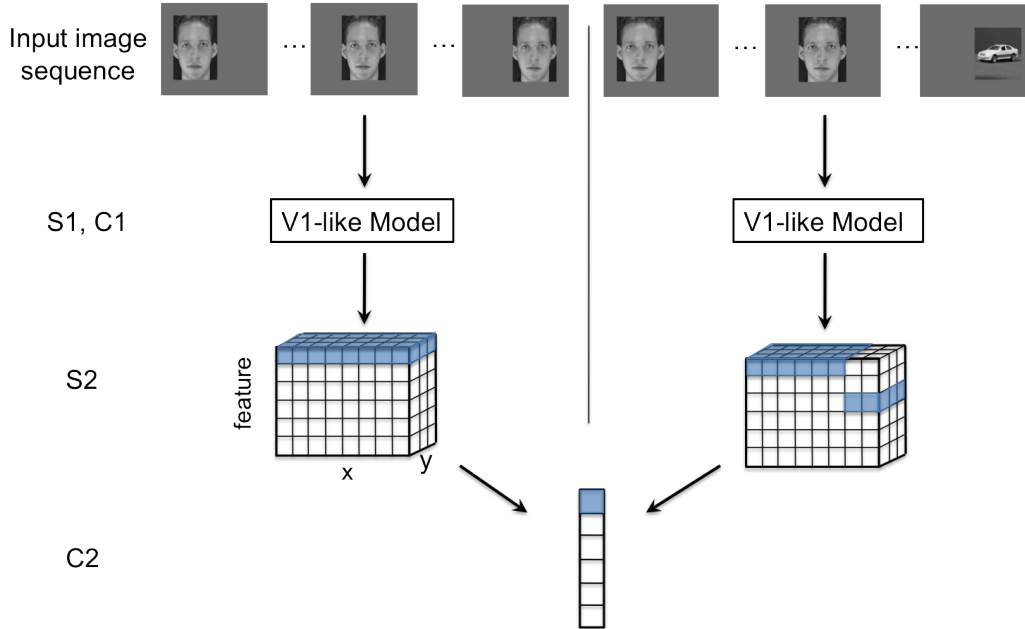 Input image
sequence
... ... ... ...
S1, C1
V1-like Model
V1-like Model
S2
feature
x
y
C2